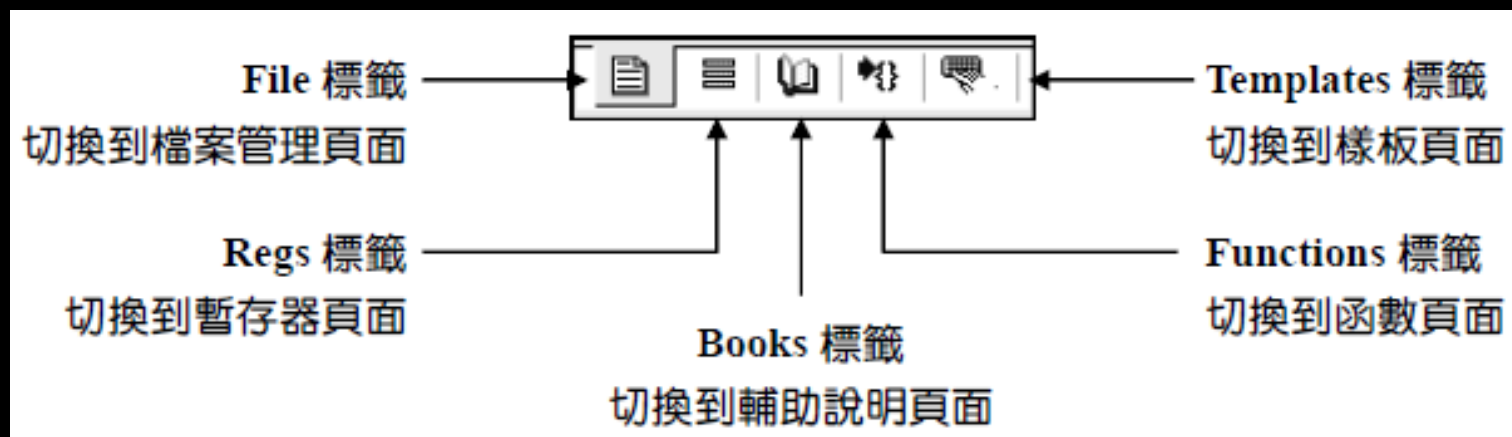 File 標籤
切換到檔案管理頁面
Regs 標籤
切換到暫存器頁面
Books 標籤
切換到輔助說明頁面
Templates 標籤
切換到樣板頁面
Functions 標籤
切換到函數頁面